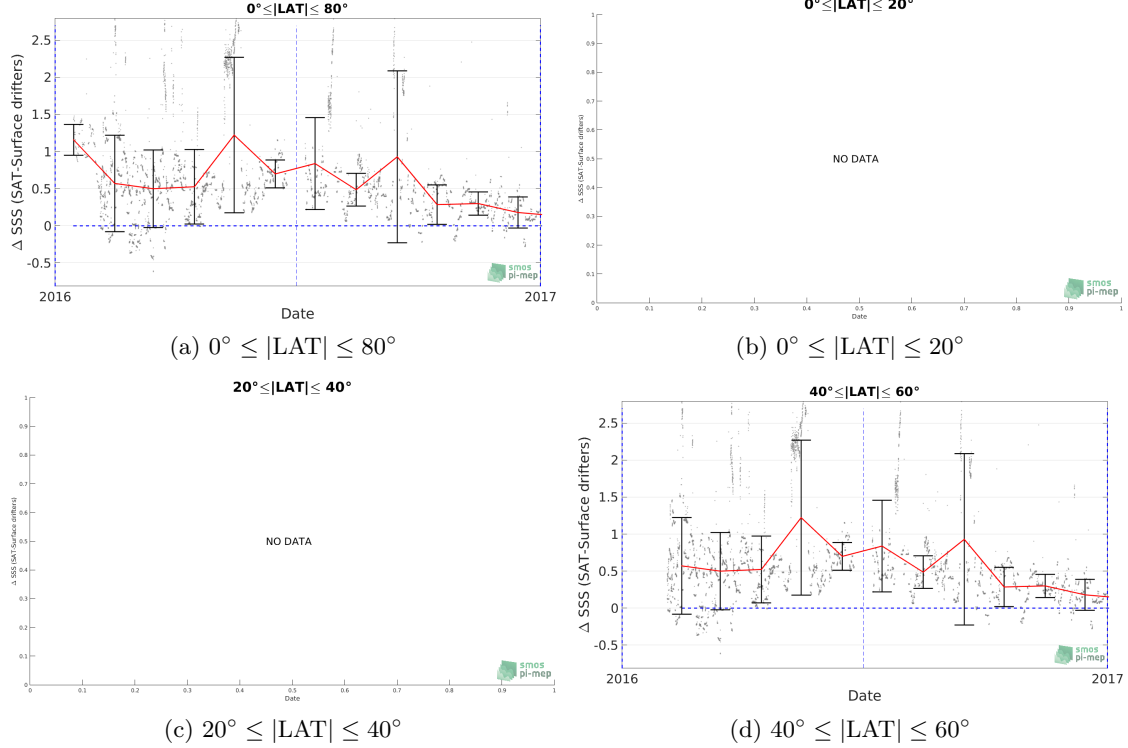 0°≤|LAT|≤ 80°
Δ SSS (SAT-Surface drifters)
2.5
2
1.5
1
0.5
0
-0.5
2016
2017
Date
smos
pi-mep
(a) 0° ≤ |LAT| ≤ 80°
0°≤|LAT|≤ 20°
Δ SSS (SAT-Surface drifters)
1
0.9
0.8
0.7
0.6
0.5
0.4
0.3
0.2
0.1
0
NO DATA
0 0.1 0.2 0.3 0.4 0.5 0.6 0.7 0.8 0.9 1
Date
smos
pi-mep
(b) 0° ≤ |LAT| ≤ 20°
20°≤|LAT|≤ 40°
Δ SSS (SAT-Surface drifters)
1
0.9
0.8
0.7
0.6
0.5
0.4
0.3
0.2
0.1
0
NO DATA
0 0.1 0.2 0.3 0.4 0.5 0.6 0.7 0.8 0.9 1
Date
smos
pi-mep
(c) 20° ≤ |LAT| ≤ 40°
40°≤|LAT|≤ 60°
Δ SSS (SAT-Surface drifters)
2.5
2
1.5
1
0.5
0
-0.5
2016
2017
Date
smos
pi-mep
(d) 40° ≤ |LAT| ≤ 60°